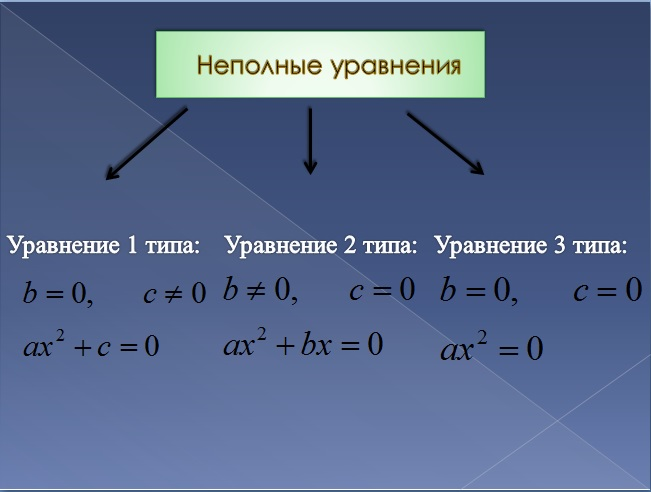 Неполные уравнения
Уравнение 1 типа:
b = 0, c ≠ 0
ax² + c = 0
Уравнение 2 типа:
b ≠ 0, c = 0
ax² + bx = 0
Уравнение 3 типа:
b = 0, c = 0
ax² = 0